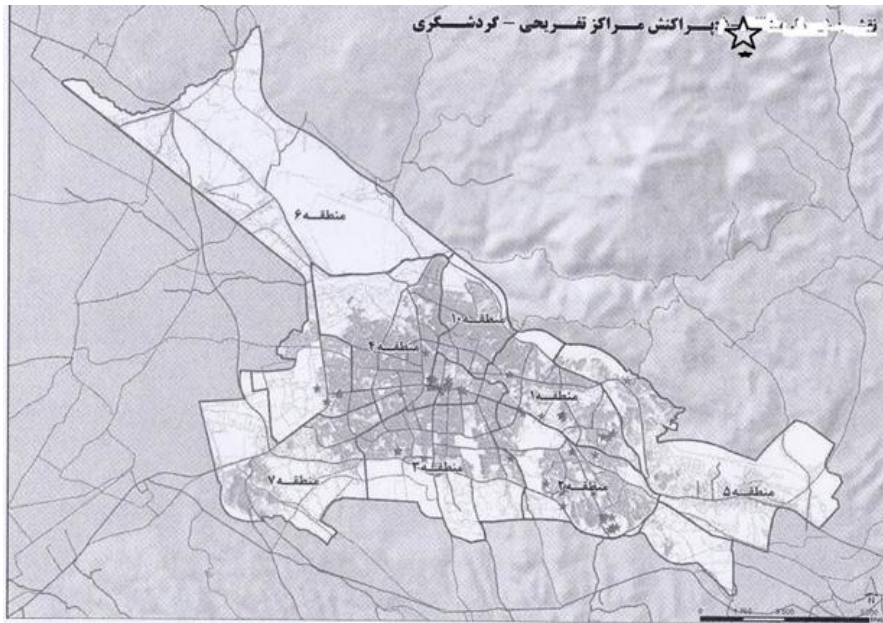 پراکنش مراکز تفریحی – گردشگری
منطقه ۶
منطقه ۱۰
منطقه ۴
منطقه ۱
منطقه ۳
منطقه ۲
منطقه ۷
منطقه ۵
N
0